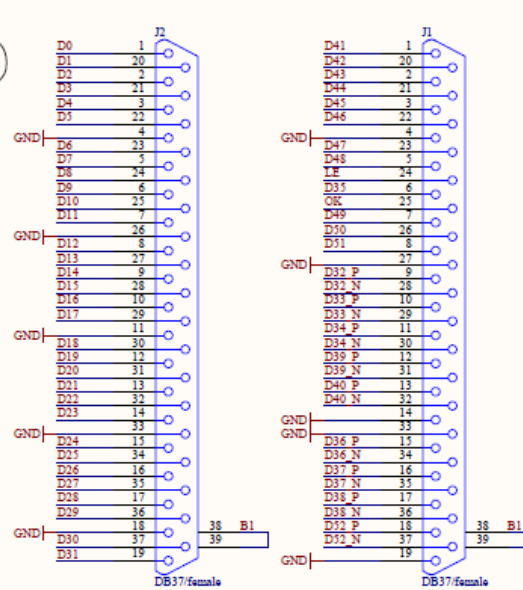 J2
D0 1
D1 20
D2 2
D3 21
D4 3
D5 22
GND 4
D6 23
D7 5
D8 24
D9 6
D10 25
D11 7
GND 26
D12 8
D13 27
D14 9
D15 28
D16 10
D17 29
GND 11
D18 30
D19 12
D20 31
D21 13
D22 32
D23 14
GND 33
D24 15
D25 34
D26 16
D27 35
D28 17
D29 36
GND 18
D30 37
D31 19
38 B1
39
DB37/female
J1
D41 1
D42 20
D43 2
D44 21
D45 3
D46 22
GND 4
D47 23
D48 5
LE 24
D35 6
OK 25
D49 7
D50 26
D51 8
GND 27
D32_P 9
D32_N 28
D33_P 10
D33_N 29
D34_P 11
D34_N 30
D39_P 12
D39_N 31
D40_P 13
D40_N 32
GND 14
GND 33
D36_P 15
D36_N 34
D37_P 16
D37_N 35
D38_P 17
D38_N 36
D52_P 18
D52_N 37
GND 19
38 B1
39
DB37/female